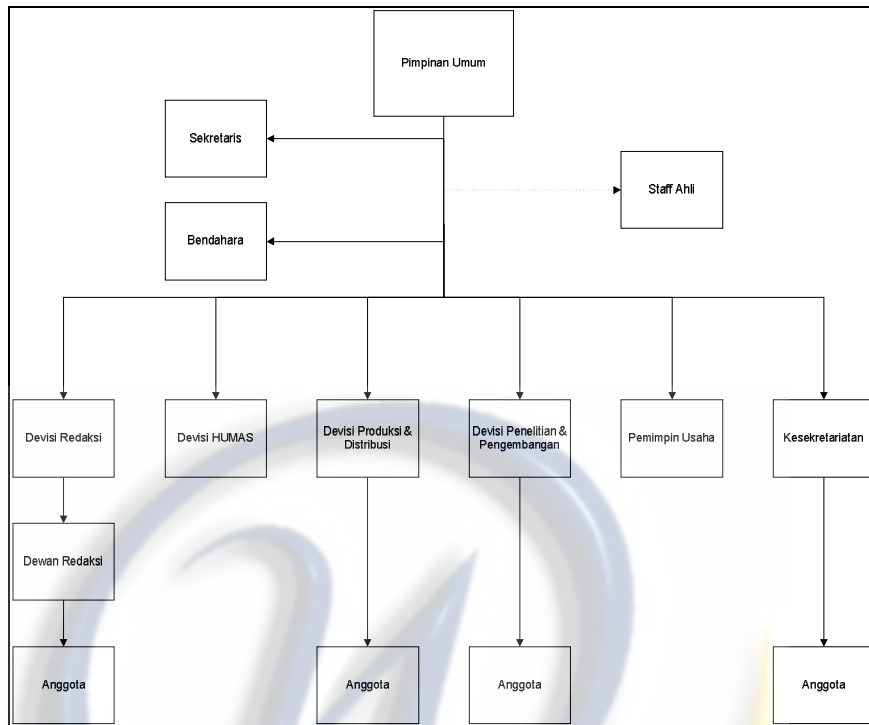 Pimpinan Umum
Sekretaris
Staff Ahli
Bendahara
Devisi Redaksi
Devisi HUMAS
Devisi Produksi &
Distribusi
Devisi Penelitian &
Pengembangan
Pemimpin Usaha
Kesekretariatan
Dewan Redaksi
Anggota
Anggota
Anggota
Anggota